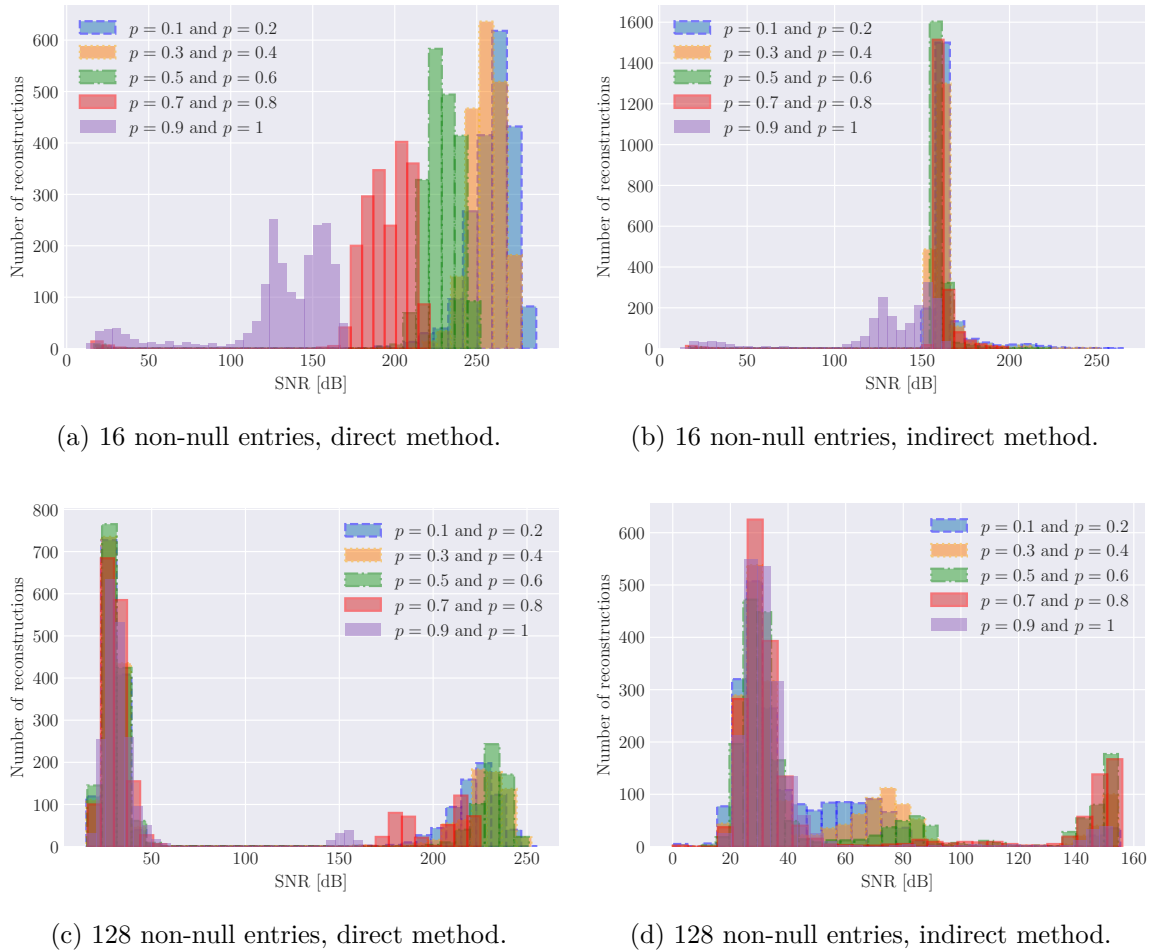 p = 0.1 and p = 0.2
p = 0.3 and p = 0.4
p = 0.5 and p = 0.6
p = 0.7 and p = 0.8
p = 0.9 and p = 1
Number of reconstructions
600
500
400
300
200
100
0
0 50 100 150 200 250
SNR [dB]
(a) 16 non-null entries, direct method.
p = 0.1 and p = 0.2
p = 0.3 and p = 0.4
p = 0.5 and p = 0.6
p = 0.7 and p = 0.8
p = 0.9 and p = 1
Number of reconstructions
1600
1400
1200
1000
800
600
400
200
0
0 50 100 150 200 250
SNR [dB]
(b) 16 non-null entries, indirect method.
p = 0.1 and p = 0.2
p = 0.3 and p = 0.4
p = 0.5 and p = 0.6
p = 0.7 and p = 0.8
p = 0.9 and p = 1
Number of reconstructions
800
700
600
500
400
300
200
100
0
50 100 150 200 250
SNR [dB]
(c) 128 non-null entries, direct method.
p = 0.1 and p = 0.2
p = 0.3 and p = 0.4
p = 0.5 and p = 0.6
p = 0.7 and p = 0.8
p = 0.9 and p = 1
Number of reconstructions
600
500
400
300
200
100
0
0 20 40 60 80 100 120 140 160
SNR [dB]
(d) 128 non-null entries, indirect method.